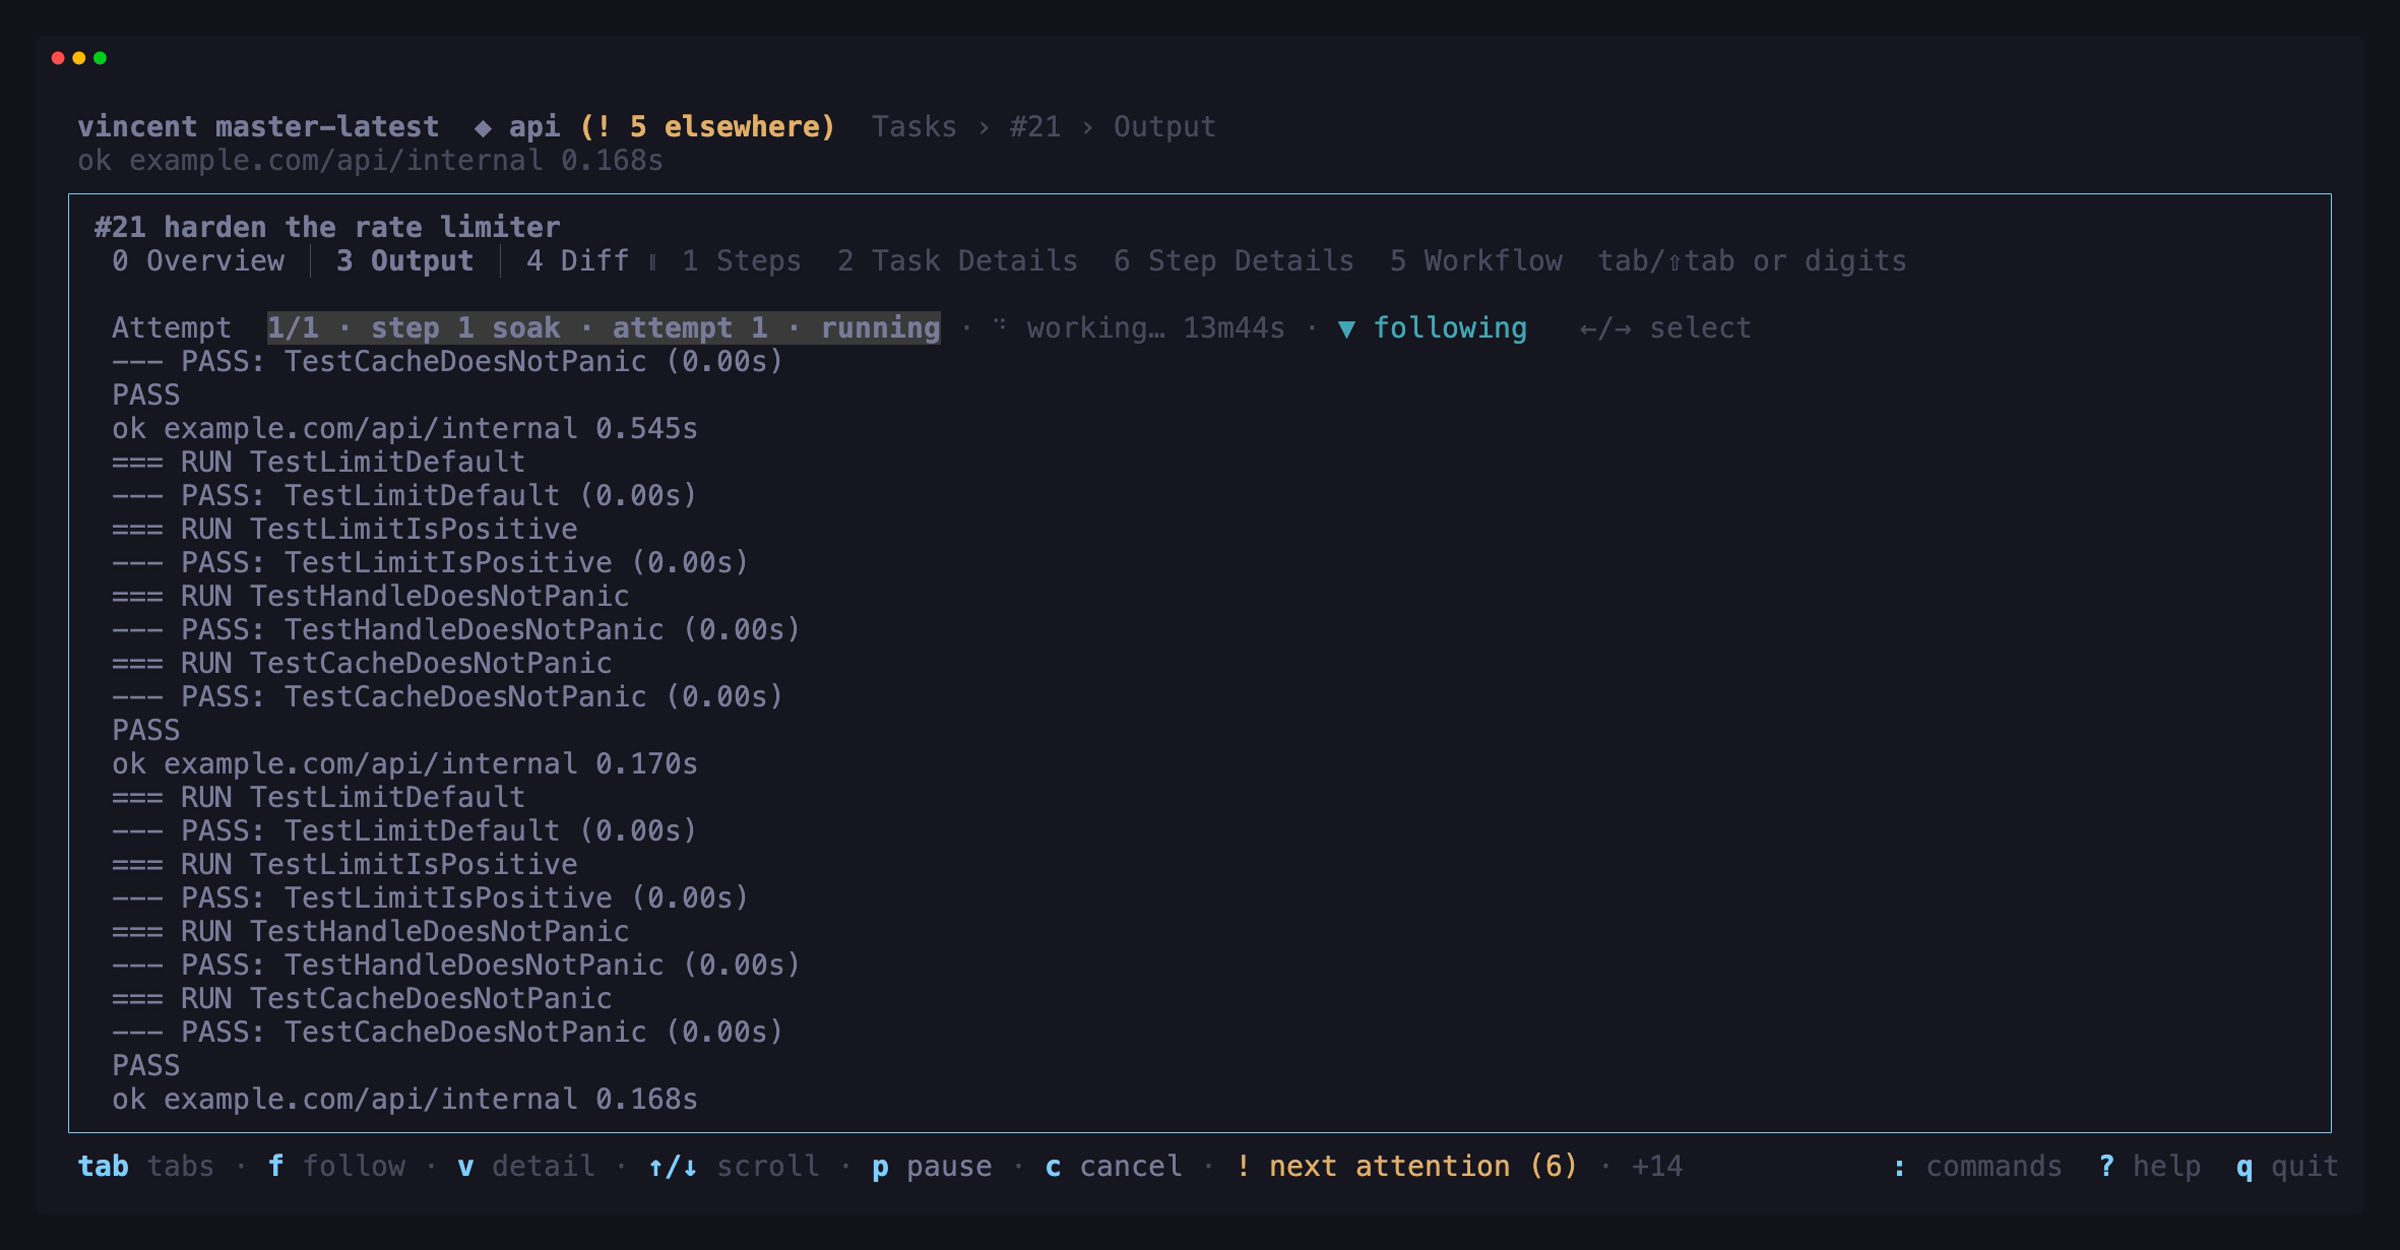 vincent master-latest ◆ api (! 5 elsewhere) Tasks › #21 › Output
ok example.com/api/internal 0.168s
#21 harden the rate limiter
0 Overview │ 3 Output │ 4 Diff ⦀ 1 Steps 2 Task Details 6 Step Details 5 Workflow tab/⇧tab or digits
Attempt 1/1 · step 1 soak · attempt 1 · running · working… 13m44s · ▼ following ←/→ select
--- PASS: TestCacheDoesNotPanic (0.00s)
PASS
ok example.com/api/internal 0.545s
=== RUN TestLimitDefault
--- PASS: TestLimitDefault (0.00s)
=== RUN TestLimitIsPositive
--- PASS: TestLimitIsPositive (0.00s)
=== RUN TestHandleDoesNotPanic
--- PASS: TestHandleDoesNotPanic (0.00s)
=== RUN TestCacheDoesNotPanic
--- PASS: TestCacheDoesNotPanic (0.00s)
PASS
ok example.com/api/internal 0.170s
=== RUN TestLimitDefault
--- PASS: TestLimitDefault (0.00s)
=== RUN TestLimitIsPositive
--- PASS: TestLimitIsPositive (0.00s)
=== RUN TestHandleDoesNotPanic
--- PASS: TestHandleDoesNotPanic (0.00s)
=== RUN TestCacheDoesNotPanic
--- PASS: TestCacheDoesNotPanic (0.00s)
PASS
ok example.com/api/internal 0.168s
tab tabs · f follow · v detail · ↑/↓ scroll · p pause · c cancel · ! next attention (6) · +14 : commands ? help q quit